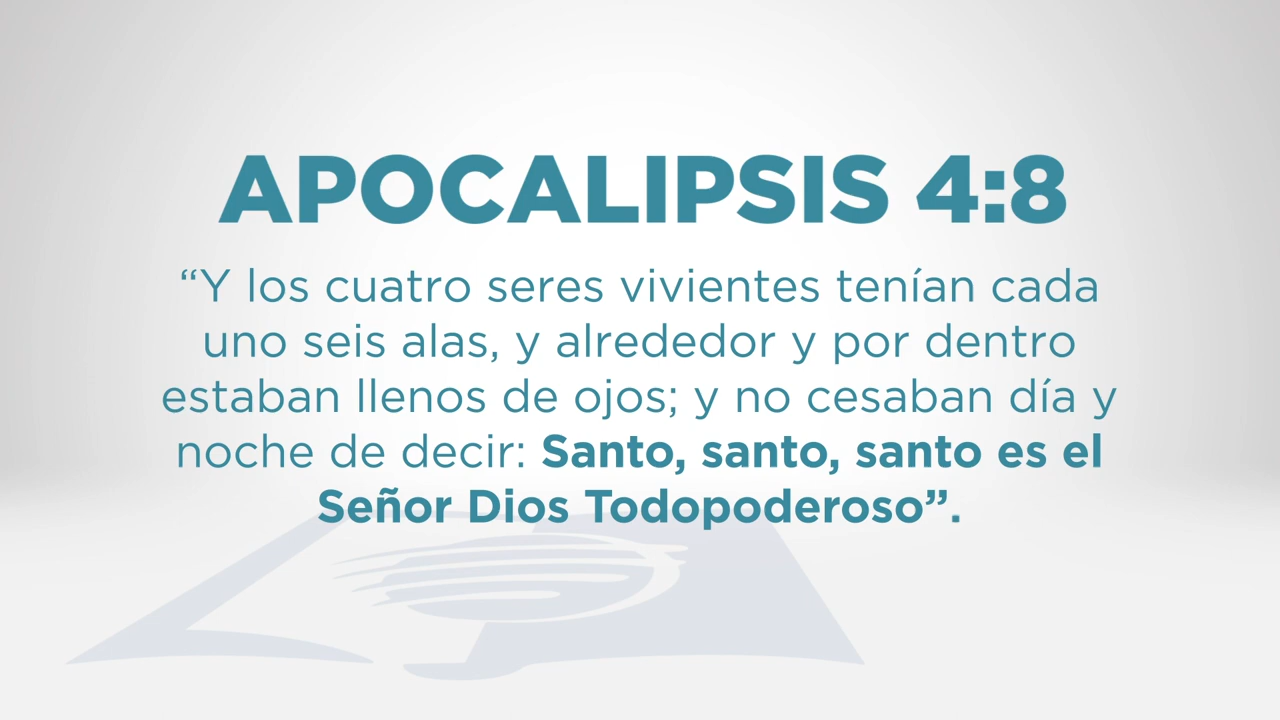 APOCALIPSIS 4:8
“Y los cuatro seres vivientes tenían cada
uno seis alas, y alrededor y por dentro
estaban llenos de ojos; y no cesaban día y
noche de decir: Santo, santo, santo es el
Señor Dios Todopoderoso”.